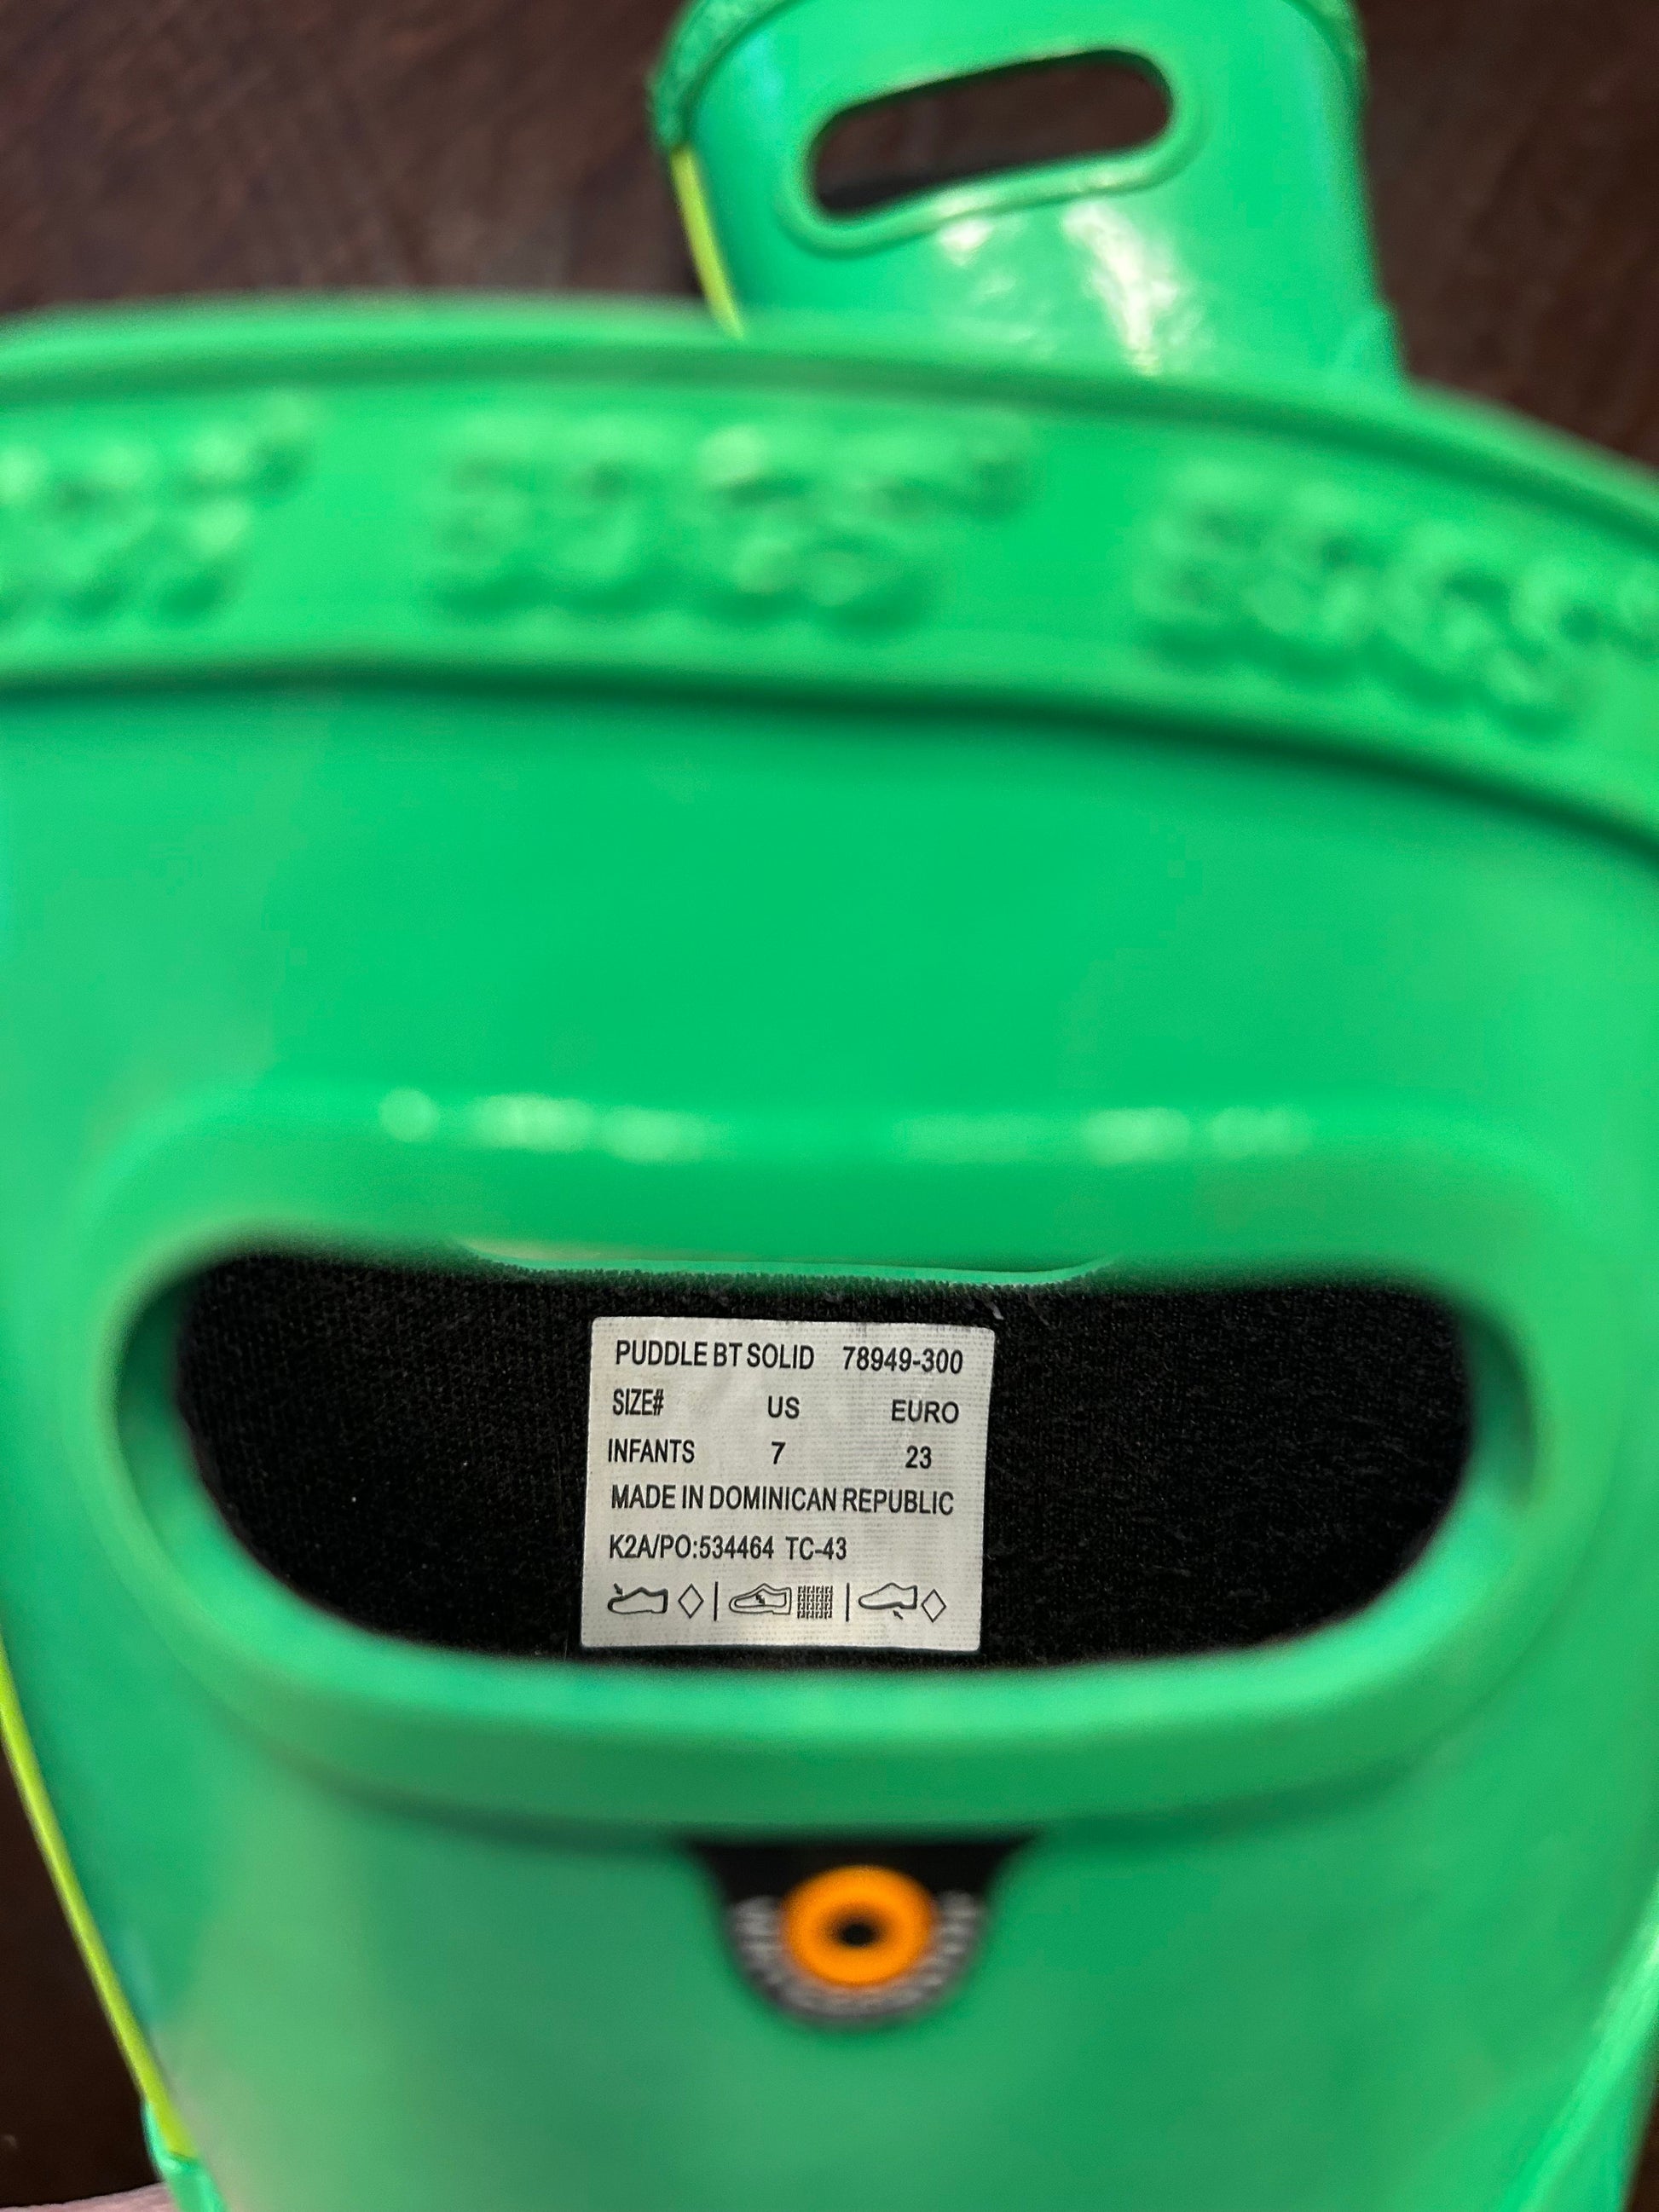 PUDDLE BT SOLID 78949-300
SIZE# US EURO
INFANTS 7 23
MADE IN DOMINICAN REPUBLIC
K2A/PO:534464 TC-43